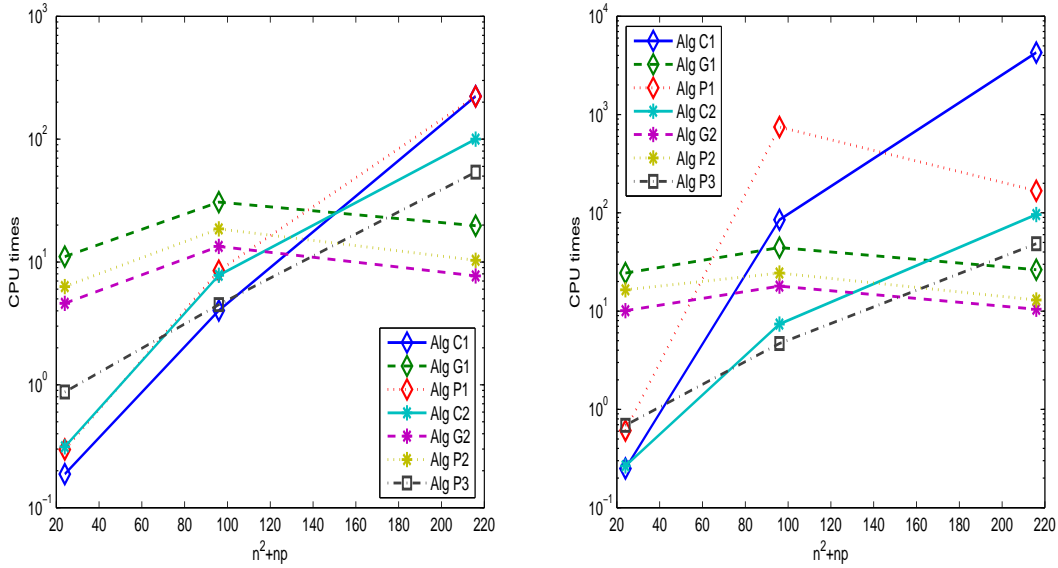 10^3
10^2
10^1
10^0
10^−1
CPU times
20 40 60 80 100 120 140 160 180 200 220
n^2+np
Alg C1
Alg G1
Alg P1
Alg C2
Alg G2
Alg P2
Alg P3
10^4
10^3
10^2
10^1
10^0
10^−1
CPU times
20 40 60 80 100 120 140 160 180 200 220
n^2+np
Alg C1
Alg G1
Alg P1
Alg C2
Alg G2
Alg P2
Alg P3